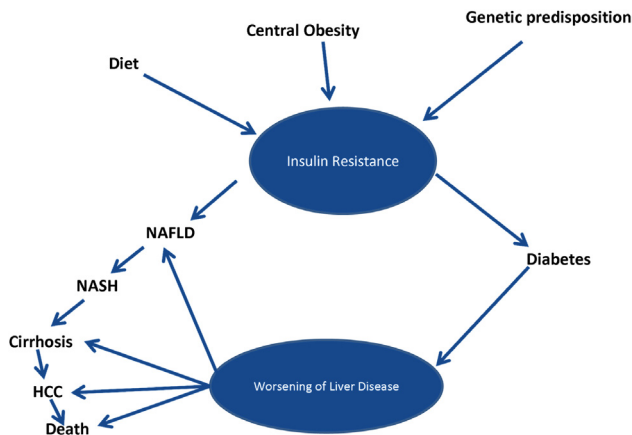 Genetic predisposition
Central Obesity
Diet
Insulin Resistance
NAFLD
Diabetes
NASH
Cirrhosis
Worsening of Liver Disease
HCC
Death